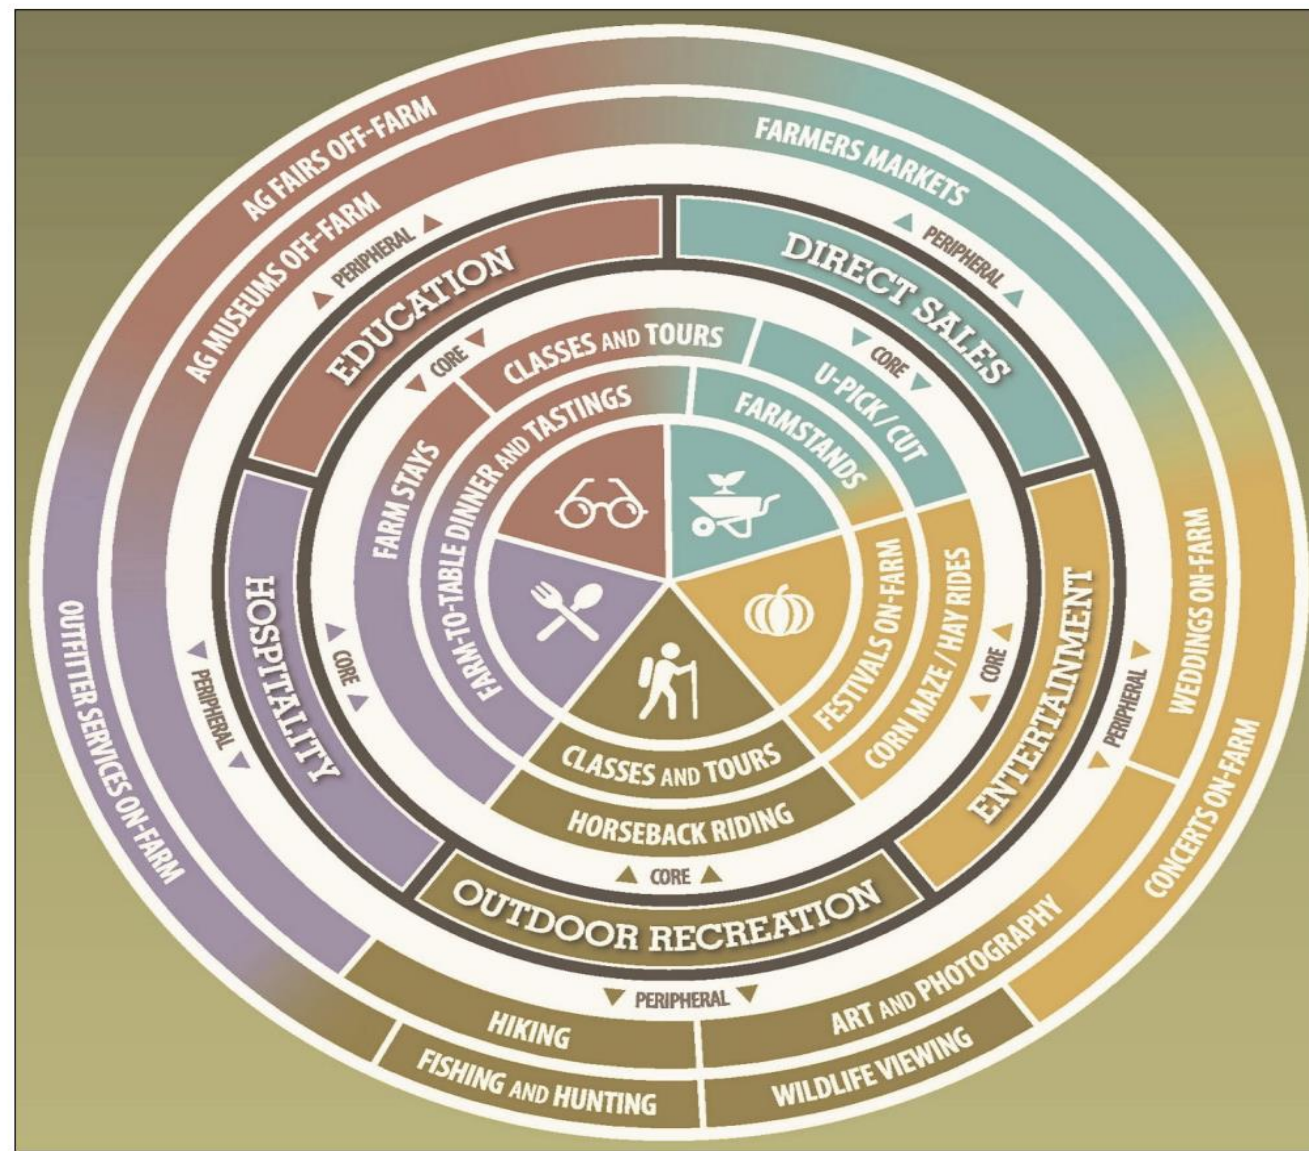 AG FAIRS OFF-FARM
AG MUSEUMS OFF-FARM
FARMERS MARKETS
PERIPHERAL
PERIPHERAL
EDUCATION
DIRECT SALES
CORE
CORE
CLASSES AND TOURS
U-PICK / CUT
FARM STAYS
FARM-TO-TABLE DINNER AND TASTINGS
FARMSTANDS
HOSPITALITY
CORE
PERIPHERAL
OUTFITTER SERVICES ON-FARM
FESTIVALS ON-FARM
CORN MAZE / HAY RIDES
CORE
ENTERTAINMENT
PERIPHERAL
WEDDINGS ON-FARM
CONCERTS ON-FARM
CLASSES AND TOURS
HORSEBACK RIDING
CORE
OUTDOOR RECREATION
PERIPHERAL
HIKING
ART AND PHOTOGRAPHY
FISHING AND HUNTING
WILDLIFE VIEWING